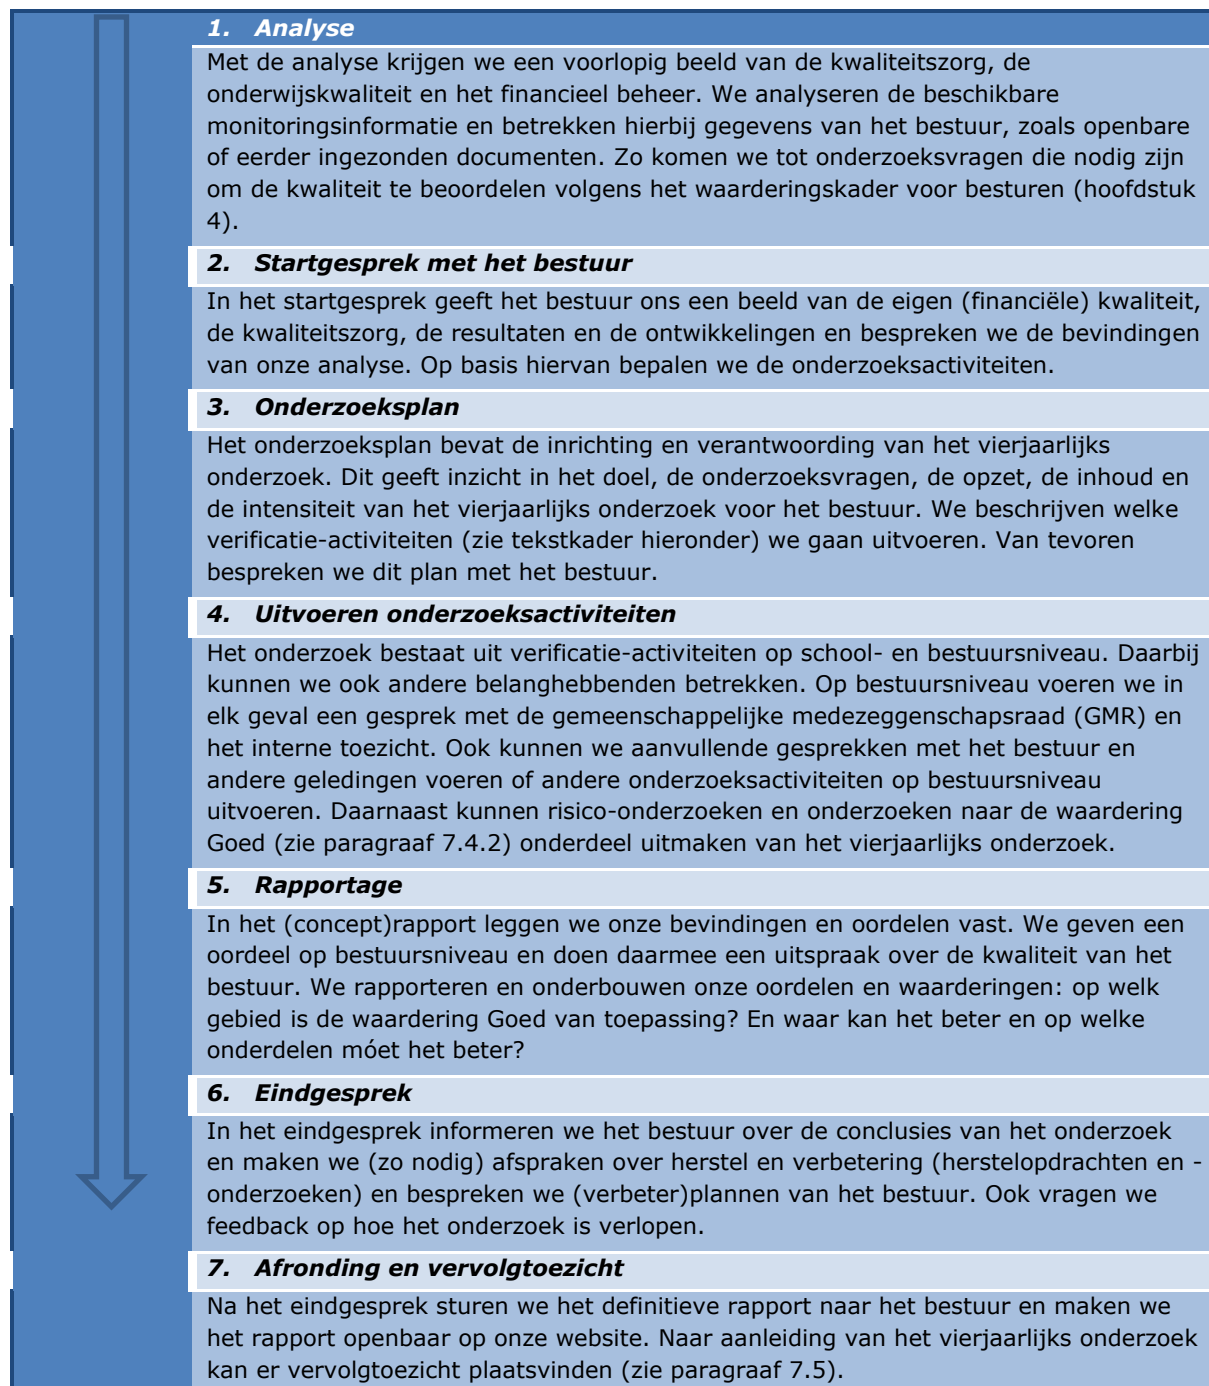 1. Analyse
Met de analyse krijgen we een voorlopig beeld van de kwaliteitszorg, de
onderwijskwaliteit en het financieel beheer. We analyseren de beschikbare
monitoringsinformatie en betrekken hierbij gegevens van het bestuur, zoals openbare
of eerder ingezonden documenten. Zo komen we tot onderzoeksvragen die nodig zijn
om de kwaliteit te beoordelen volgens het waarderingskader voor besturen (hoofdstuk
4).
2. Startgesprek met het bestuur
In het startgesprek geeft het bestuur ons een beeld van de eigen (financiële) kwaliteit,
de kwaliteitszorg, de resultaten en de ontwikkelingen en bespreken we de bevindingen
van onze analyse. Op basis hiervan bepalen we de onderzoeksactiviteiten.
3. Onderzoeksplan
Het onderzoeksplan bevat de inrichting en verantwoording van het vierjaarlijks
onderzoek. Dit geeft inzicht in het doel, de onderzoeksvragen, de opzet, de inhoud en
de intensiteit van het vierjaarlijks onderzoek voor het bestuur. We beschrijven welke
verificatie-activiteiten (zie tekstkader hieronder) we gaan uitvoeren. Van tevoren
bespreken we dit plan met het bestuur.
4. Uitvoeren onderzoeksactiviteiten
Het onderzoek bestaat uit verificatie-activiteiten op school- en bestuursniveau. Daarbij
kunnen we ook andere belanghebbenden betrekken. Op bestuursniveau voeren we in
elk geval een gesprek met de gemeenschappelijke medezeggenschapsraad (GMR) en
het interne toezicht. Ook kunnen we aanvullende gesprekken met het bestuur en
andere geledingen voeren of andere onderzoeksactiviteiten op bestuursniveau
uitvoeren. Daarnaast kunnen risico-onderzoeken en onderzoeken naar de waardering
Goed (zie paragraaf 7.4.2) onderdeel uitmaken van het vierjaarlijks onderzoek.
5. Rapportage
In het (concept)rapport leggen we onze bevindingen en oordelen vast. We geven een
oordeel op bestuursniveau en doen daarmee een uitspraak over de kwaliteit van het
bestuur. We rapporteren en onderbouwen onze oordelen en waarderingen: op welk
gebied is de waardering Goed van toepassing? En waar kan het beter en op welke
onderdelen móet het beter?
6. Eindgesprek
In het eindgesprek informeren we het bestuur over de conclusies van het onderzoek
en maken we (zo nodig) afspraken over herstel en verbetering (herstelopdrachten en -
onderzoeken) en bespreken we (verbeter)plannen van het bestuur. Ook vragen we
feedback op hoe het onderzoek is verlopen.
7. Afronding en vervolgtoezicht
Na het eindgesprek sturen we het definitieve rapport naar het bestuur en maken we
het rapport openbaar op onze website. Naar aanleiding van het vierjaarlijks onderzoek
kan er vervolgtoezicht plaatsvinden (zie paragraaf 7.5).